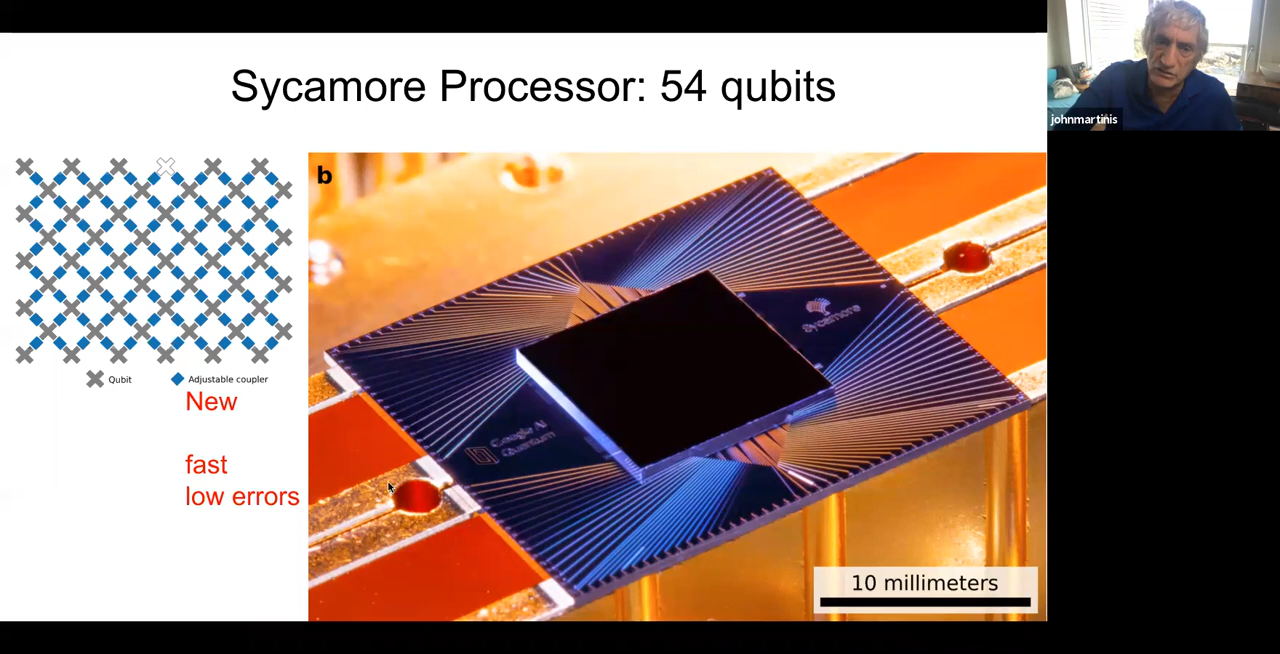 Sycamore Processor: 54 qubits
johnmartinis
b
Sycamore
Google AI
Quantum
Qubit
Adjustable coupler
New
fast
low errors
10 millimeters